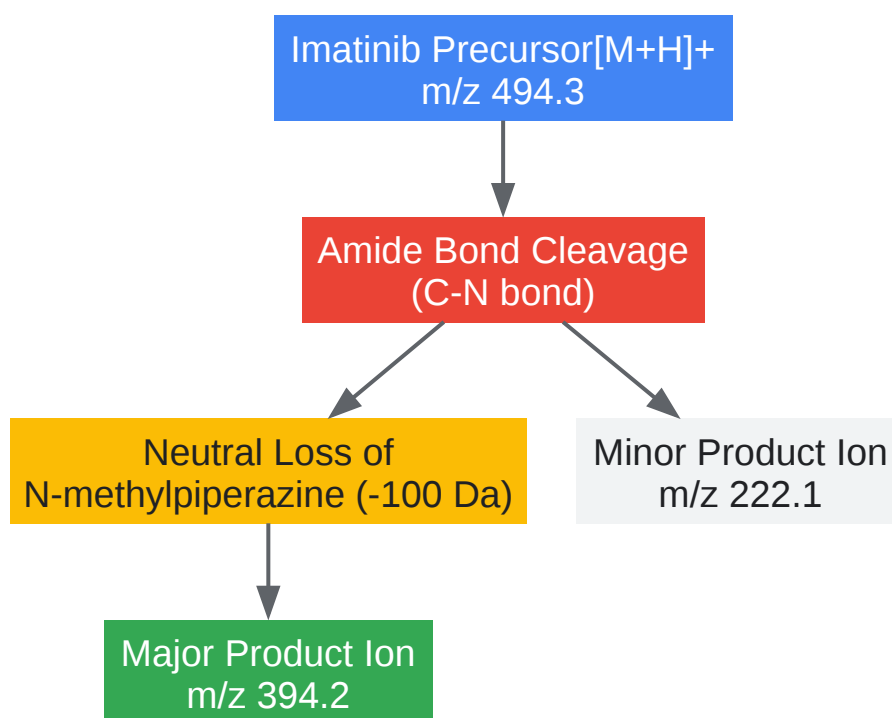 Imatinib Precursor[M+H]+
m/z 494.3
Amide Bond Cleavage
(C-N bond)
Neutral Loss of
N-methylpiperazine (-100 Da)
Minor Product Ion
m/z 222.1
Major Product Ion
m/z 394.2